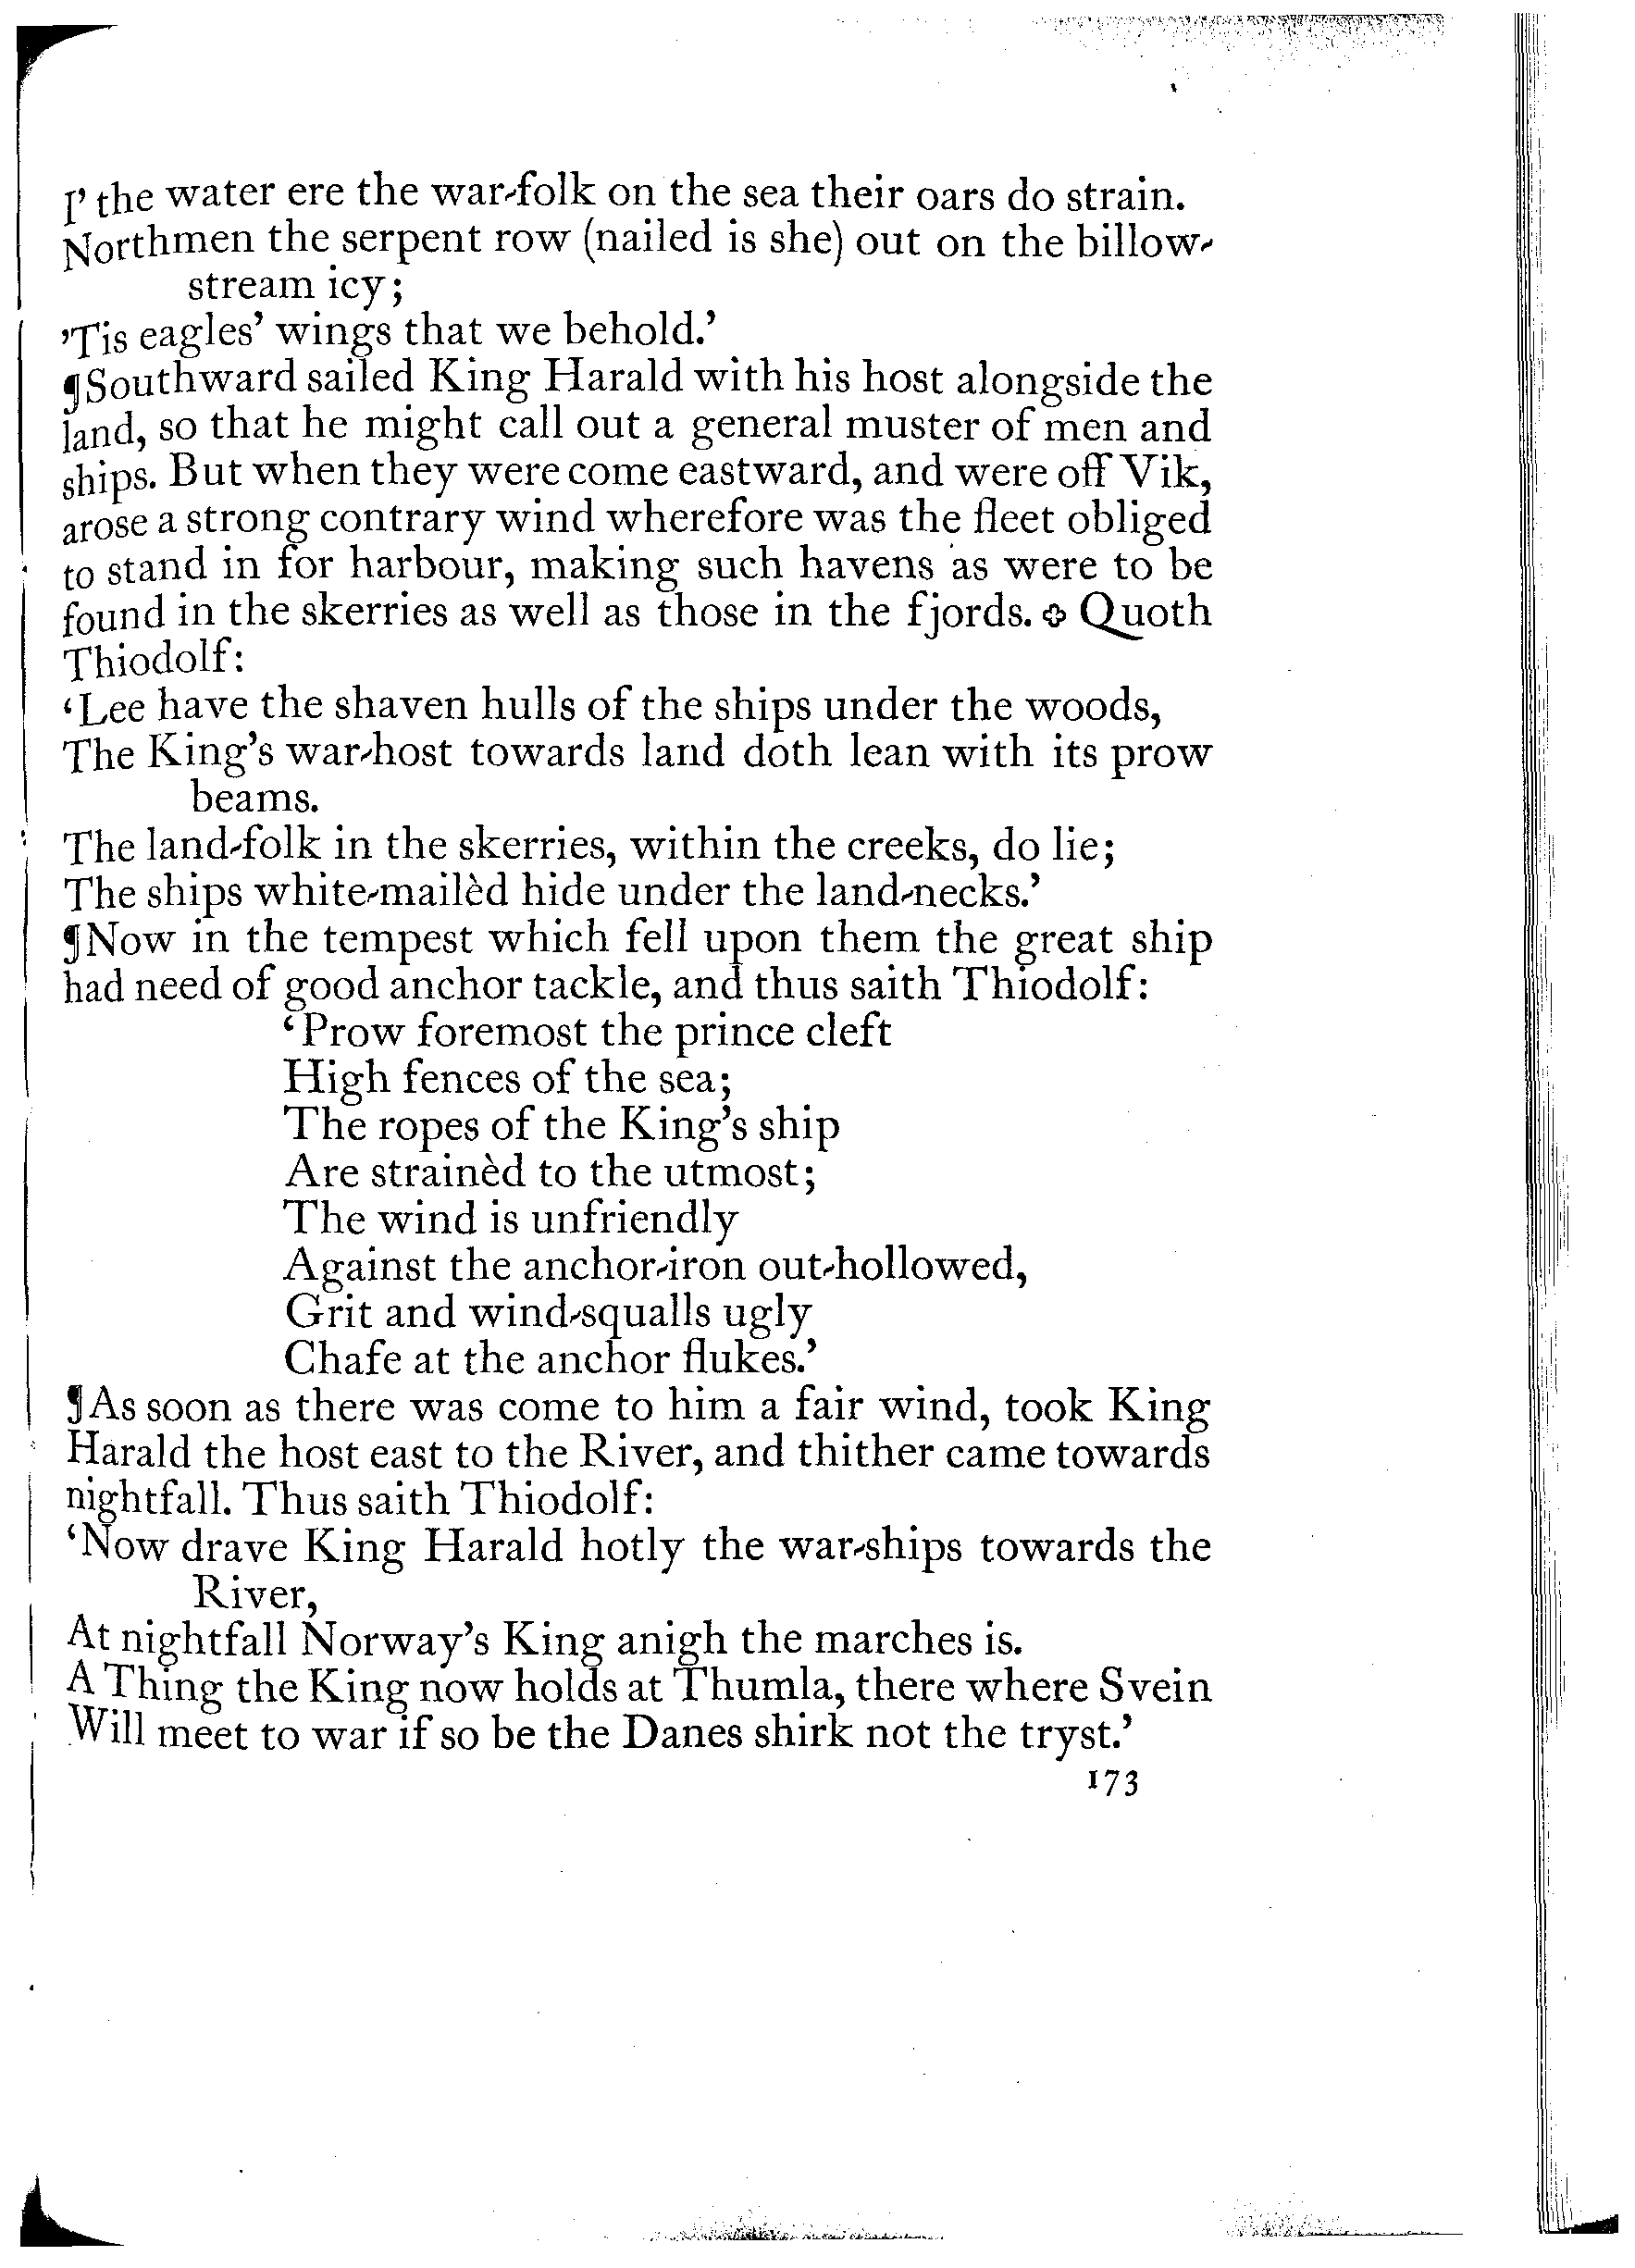 I' the water ere the war-folk on the sea their oars do strain.
Northmen the serpent row (nailed is she) out on the billow-
stream icy;
'Tis eagles' wings that we behold.'
¶Southward sailed King Harald with his host alongside the
land, so that he might call out a general muster of men and
ships. But when they were come eastward, and were off Vik,
arose a strong contrary wind wherefore was the fleet obliged
to stand in for harbour, making such havens as were to be
found in the skerries as well as those in the fjords. ✥ Quoth
Thiodolf:
'Lee have the shaven hulls of the ships under the woods,
The King's war-host towards land doth lean with its prow
beams.
The land-folk in the skerries, within the creeks, do lie;
The ships white-mailèd hide under the land-necks.'
¶Now in the tempest which fell upon them the great ship
had need of good anchor tackle, and thus saith Thiodolf:
'Prow foremost the prince cleft
High fences of the sea;
The ropes of the King's ship
Are strainèd to the utmost;
The wind is unfriendly
Against the anchor-iron out-hollowed,
Grit and wind-squalls ugly
Chafe at the anchor flukes.'
¶As soon as there was come to him a fair wind, took King
Harald the host east to the River, and thither came towards
nightfall. Thus saith Thiodolf:
'Now drave King Harald hotly the war-ships towards the
River,
At nightfall Norway's King anigh the marches is.
A Thing the King now holds at Thumla, there where Svein
Will meet to war if so be the Danes shirk not the tryst.'
173